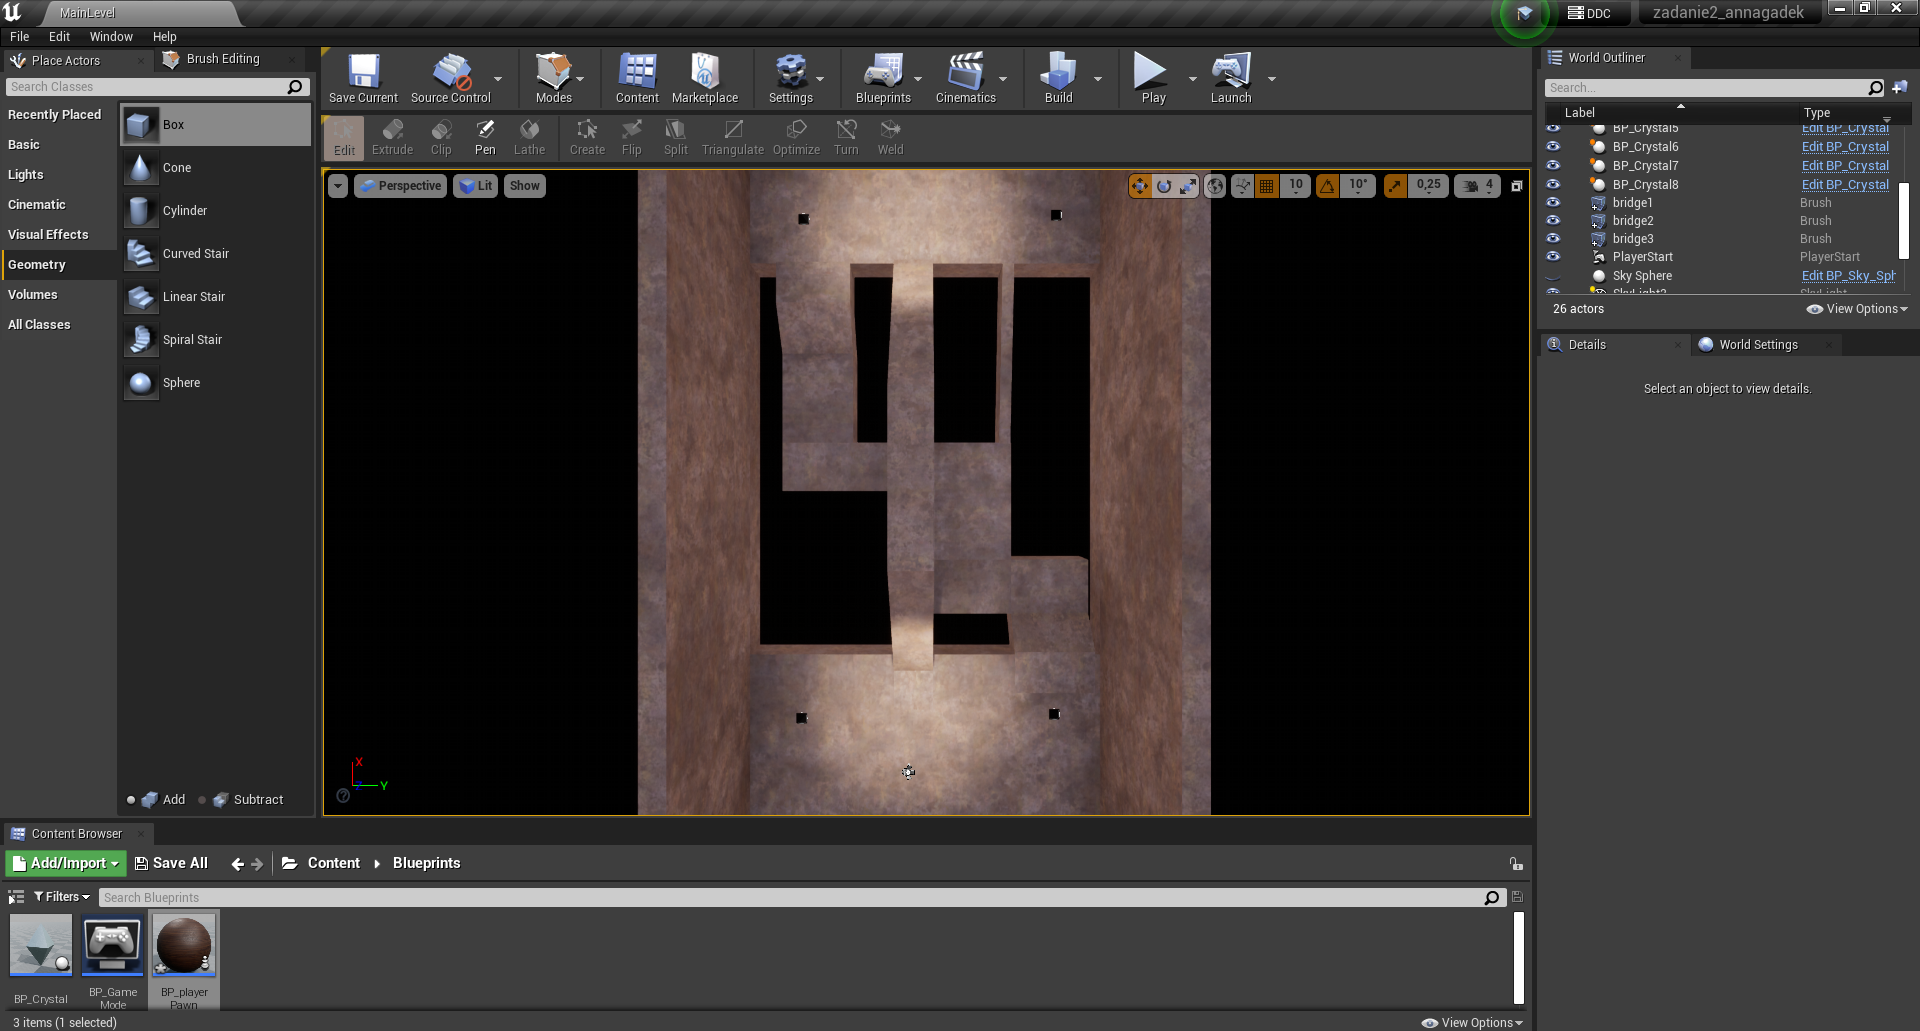 MainLevel
DDC
zadanie2_annagadek
File Edit Window Help
Place Actors
Brush Editing
Search Classes
Recently Placed
Basic
Lights
Cinematic
Visual Effects
Geometry
Volumes
All Classes
Box
Cone
Cylinder
Curved Stair
Linear Stair
Spiral Stair
Sphere
Add Subtract
Save Current Source Control Modes Content Marketplace Settings Blueprints Cinematics Build Play Launch
Edit Extrude Clip Pen Lathe Create Flip Split Triangulate Optimize Turn Weld
Perspective Lit Show
10 10° 0,25 4
X
Y
World Outliner
Search...
Label Type
BP_Crystal5 Edit BP_Crystal
BP_Crystal6 Edit BP_Crystal
BP_Crystal7 Edit BP_Crystal
BP_Crystal8 Edit BP_Crystal
bridge1 Brush
bridge2 Brush
bridge3 Brush
PlayerStart PlayerStart
Sky Sphere Edit BP_Sky_Sph
SkyLight2 SkyLight
26 actors View Options
Details World Settings
Select an object to view details.
Content Browser
Add/Import Save All Content Blueprints
Filters Search Blueprints
BP_Crystal
BP_Game
Mode
BP_player
Pawn
3 items (1 selected) View Options